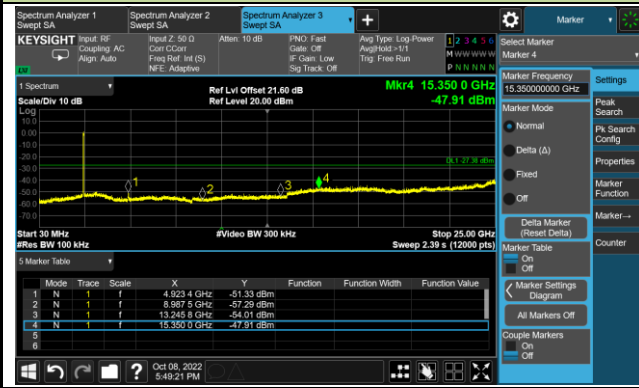 Spectrum Analyzer 1
Swept SA
Spectrum Analyzer 2
Swept SA
Spectrum Analyzer 3
Swept SA
+
Marker
KEYSIGHT
Input: RF
Coupling: AC
Align: Auto
Input Z: 50 Ω
Corr CCorr
Freq Ref: Int (S)
NFE: Adaptive
Atten: 10 dB
PNO: Fast
Gate: Off
IF Gain: Low
Sig Track: Off
Avg Type: Log-Power
Avg|Hold:>1/1
Trig: Free Run
1 2 3 4 5 6
M W W W W W
P N N N N N
Select Marker
Marker 4
1 Spectrum
Scale/Div 10 dB
Log
Ref Lvl Offset 21.60 dB
Ref Level 20.00 dBm
Mkr4 15.350 0 GHz
-47.91 dBm
10.0
0.00
-10.0
-20.0
-30.0
-40.0
-50.0
-60.0
-70.0
DL1 -27.38 dBm
1
2
3
4
Start 30 MHz
#Res BW 100 kHz
#Video BW 300 kHz
Stop 25.00 GHz
Sweep 2.39 s (12000 pts)
5 Marker Table
Mode Trace Scale X Y Function Function Width Function Value
1 N 1 f 4.923 4 GHz -51.33 dBm
2 N 1 f 8.987 5 GHz -57.29 dBm
3 N 1 f 13.245 8 GHz -54.01 dBm
4 N 1 f 15.350 0 GHz -47.91 dBm
5
6
Marker Frequency
15.350000000 GHz
Marker Mode
Normal
Delta (Δ)
Fixed
Off
Delta Marker
(Reset Delta)
Marker Table
On
Off
Marker Settings
Diagram
All Markers Off
Couple Markers
On
Off
Settings
Peak
Search
Pk Search
Config
Properties
Marker
Function
Marker→
Counter
?
Oct 08, 2022
5:49:21 PM